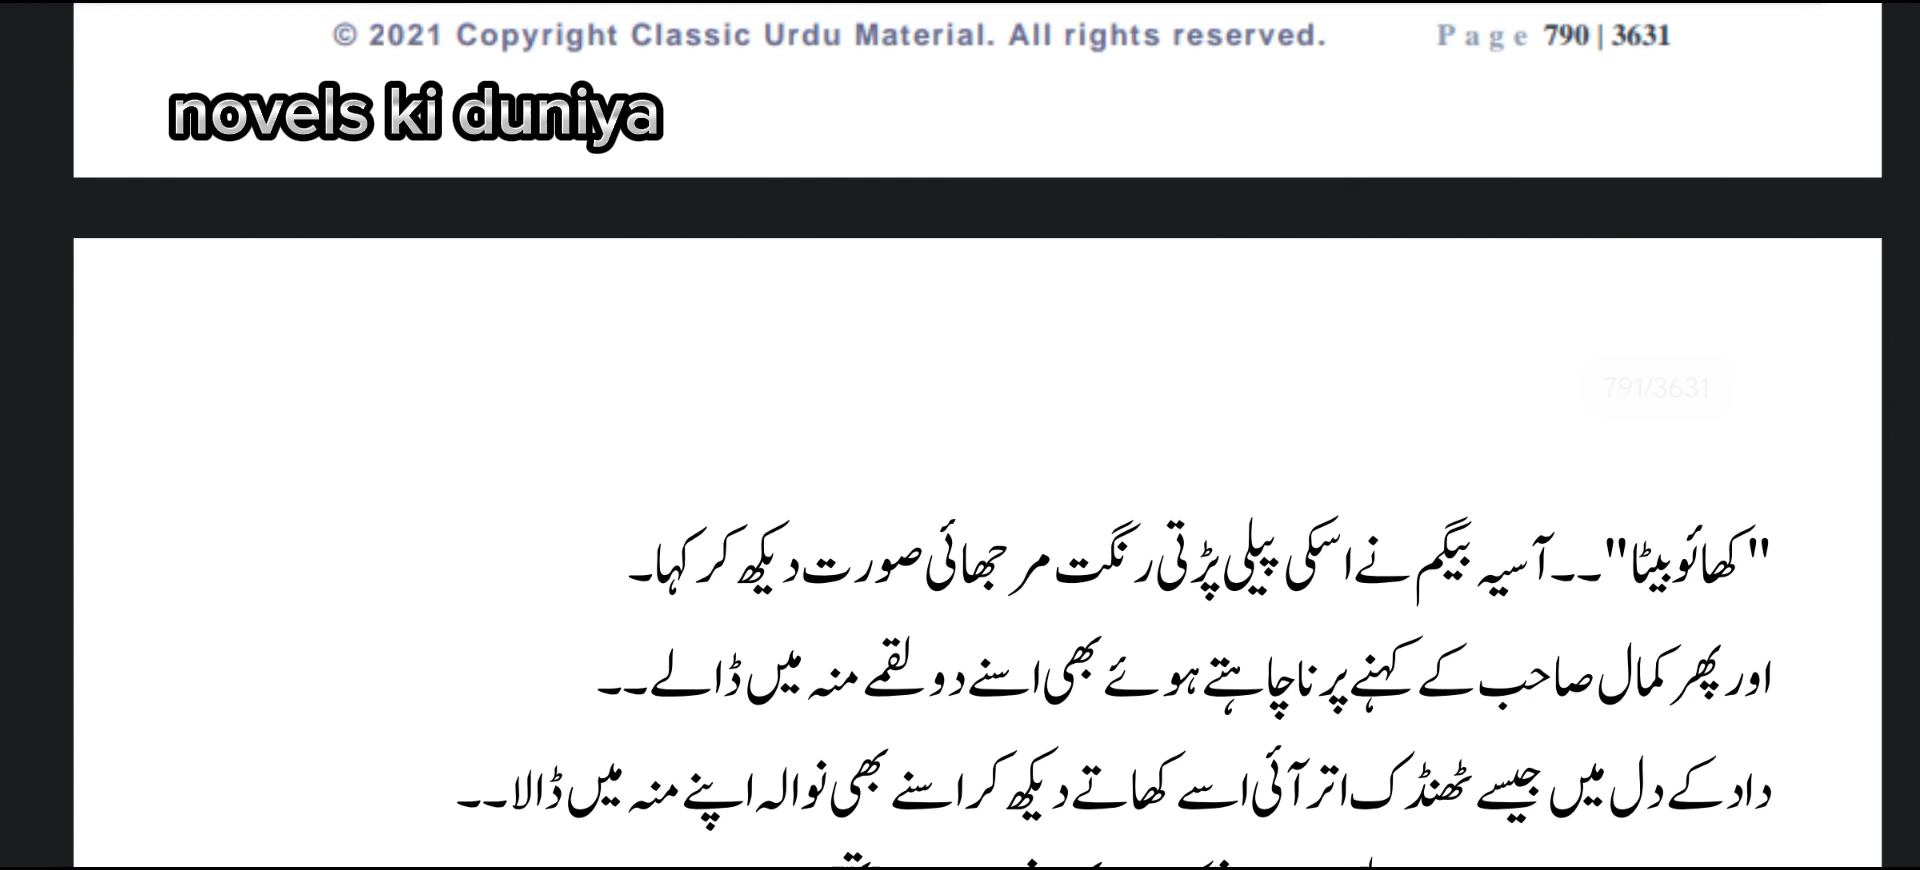 © 2021 Copyright Classic Urdu Material. All rights reserved. Page 790 | 3631
novels ki duniya
791/3631
"کھائو بیٹا"۔۔آسیہ بیگم نے اسکی پیلی پڑتی رنگت مرجھائی صورت دیکھ کر کہا۔
اور پھر کمال صاحب کے کہنے پر ناچاہتے ہوئے بھی اسنے دو لقمے منہ میں ڈالے۔۔
داد کے دل میں جیسے ٹھنڈک اتر آئی اسے کھاتے دیکھ کر اسنے بھی نوالہ اپنے منہ میں ڈالا۔۔